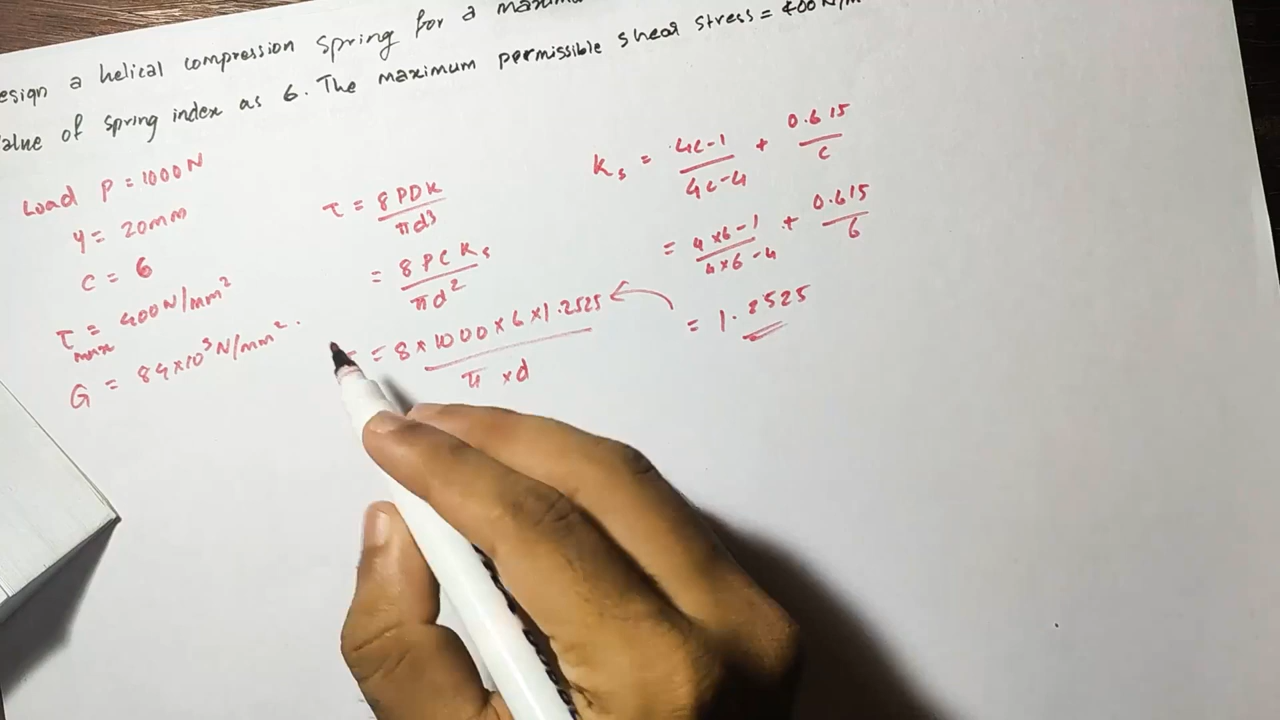 esign a helical compression spring for a
alue of spring index as 6. The maximum permissible shear stress = 400 N/m
Load P = 1000 N
y = 20mm
C = 6
τmax = 400 N/mm²
G = 84×10³ N/mm².
τ = 8PDK / πd³
= 8PCKs / πd²
= 8×1000×6×1.2525 / π×d
Ks = 4C-1 / 4C-4 + 0.615 / C
= 4×6-1 / 4×6-4 + 0.615 / 6
= 1.2525